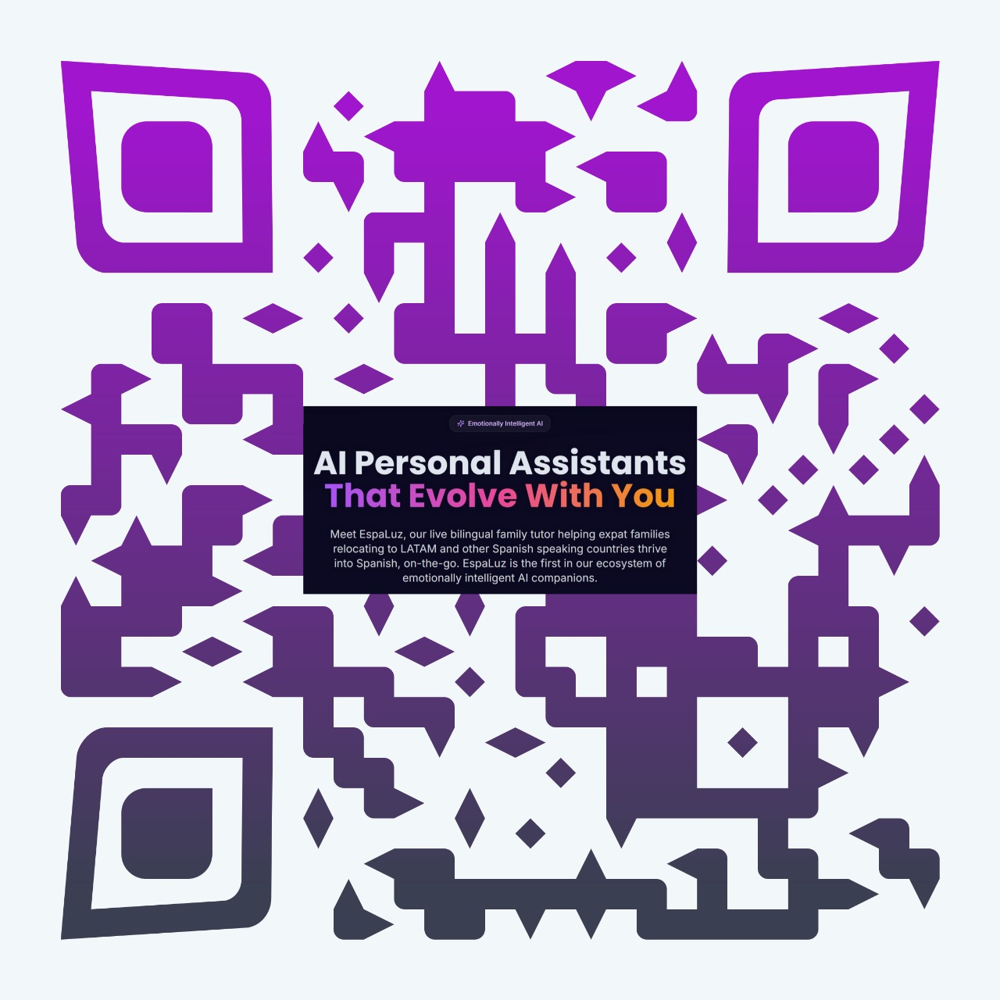 Emotionally Intelligent AI
AI Personal Assistants
That Evolve With You
Meet EspaLuz, our live bilingual family tutor helping expat families
relocating to LATAM and other Spanish speaking countries thrive
into Spanish, on-the-go. EspaLuz is the first in our ecosystem of
emotionally intelligent AI companions.